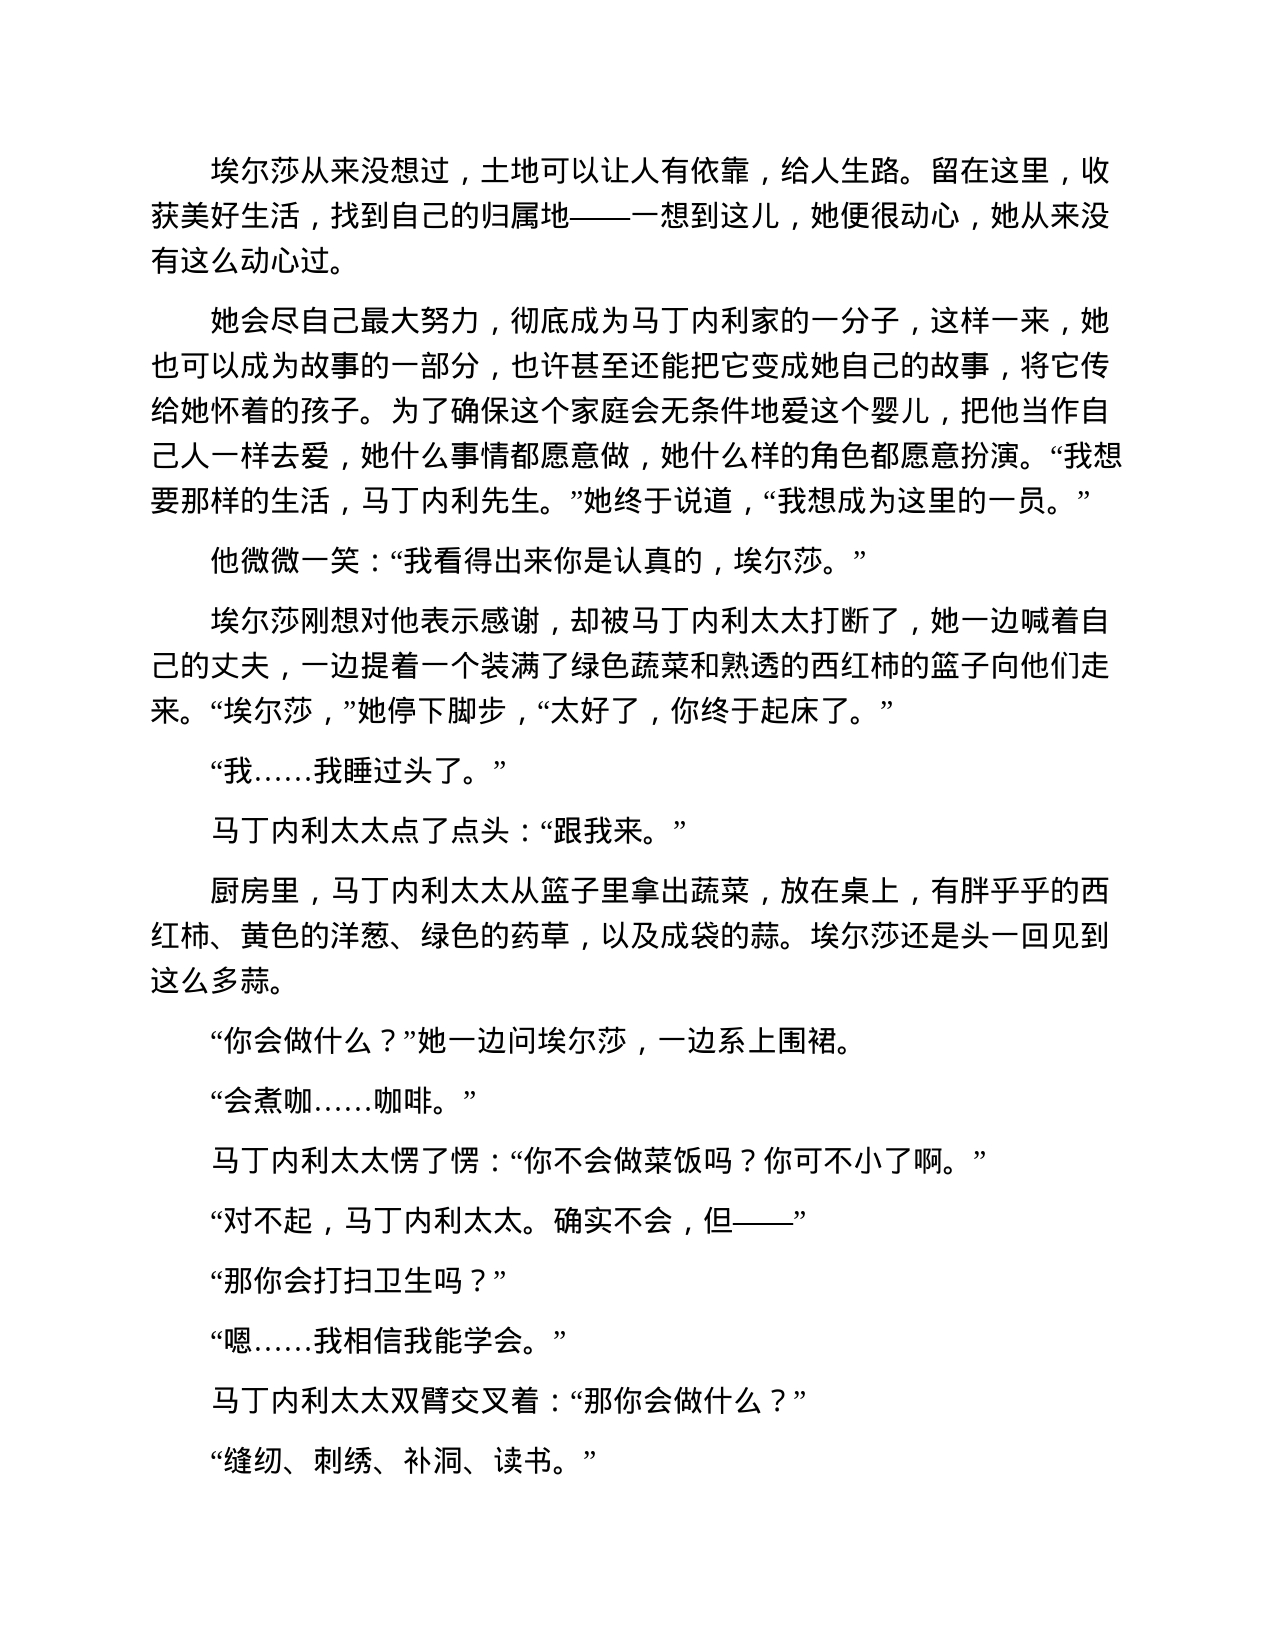 埃尔莎从来没想过，土地可以让人有依靠，给人生路。留在这里，收
获美好生活，找到自己的归属地——一想到这儿，她便很动心，她从来没
有这么动心过。
她会尽自己最大努力，彻底成为马丁内利家的一分子，这样一来，她
也可以成为故事的一部分，也许甚至还能把它变成她自己的故事，将它传
给她怀着的孩子。为了确保这个家庭会无条件地爱这个婴儿，把他当作自
己人一样去爱，她什么事情都愿意做，她什么样的角色都愿意扮演。“我想
要那样的生活，马丁内利先生。”她终于说道，“我想成为这里的一员。”
他微微一笑：“我看得出来你是认真的，埃尔莎。”
埃尔莎刚想对他表示感谢，却被马丁内利太太打断了，她一边喊着自
己的丈夫，一边提着一个装满了绿色蔬菜和熟透的西红柿的篮子向他们走
来。“埃尔莎，”她停下脚步，“太好了，你终于起床了。”
“我……我睡过头了。”
马丁内利太太点了点头：“跟我来。”
厨房里，马丁内利太太从篮子里拿出蔬菜，放在桌上，有胖乎乎的西
红柿、黄色的洋葱、绿色的药草，以及成袋的蒜。埃尔莎还是头一回见到
这么多蒜。
“你会做什么？”她一边问埃尔莎，一边系上围裙。
“会煮咖……咖啡。”
马丁内利太太愣了愣：“你不会做菜饭吗？你可不小了啊。”
“对不起，马丁内利太太。确实不会，但——”
“那你会打扫卫生吗？”
“嗯……我相信我能学会。”
马丁内利太太双臂交叉着：“那你会做什么？”
“缝纫、刺绣、补洞、读书。”